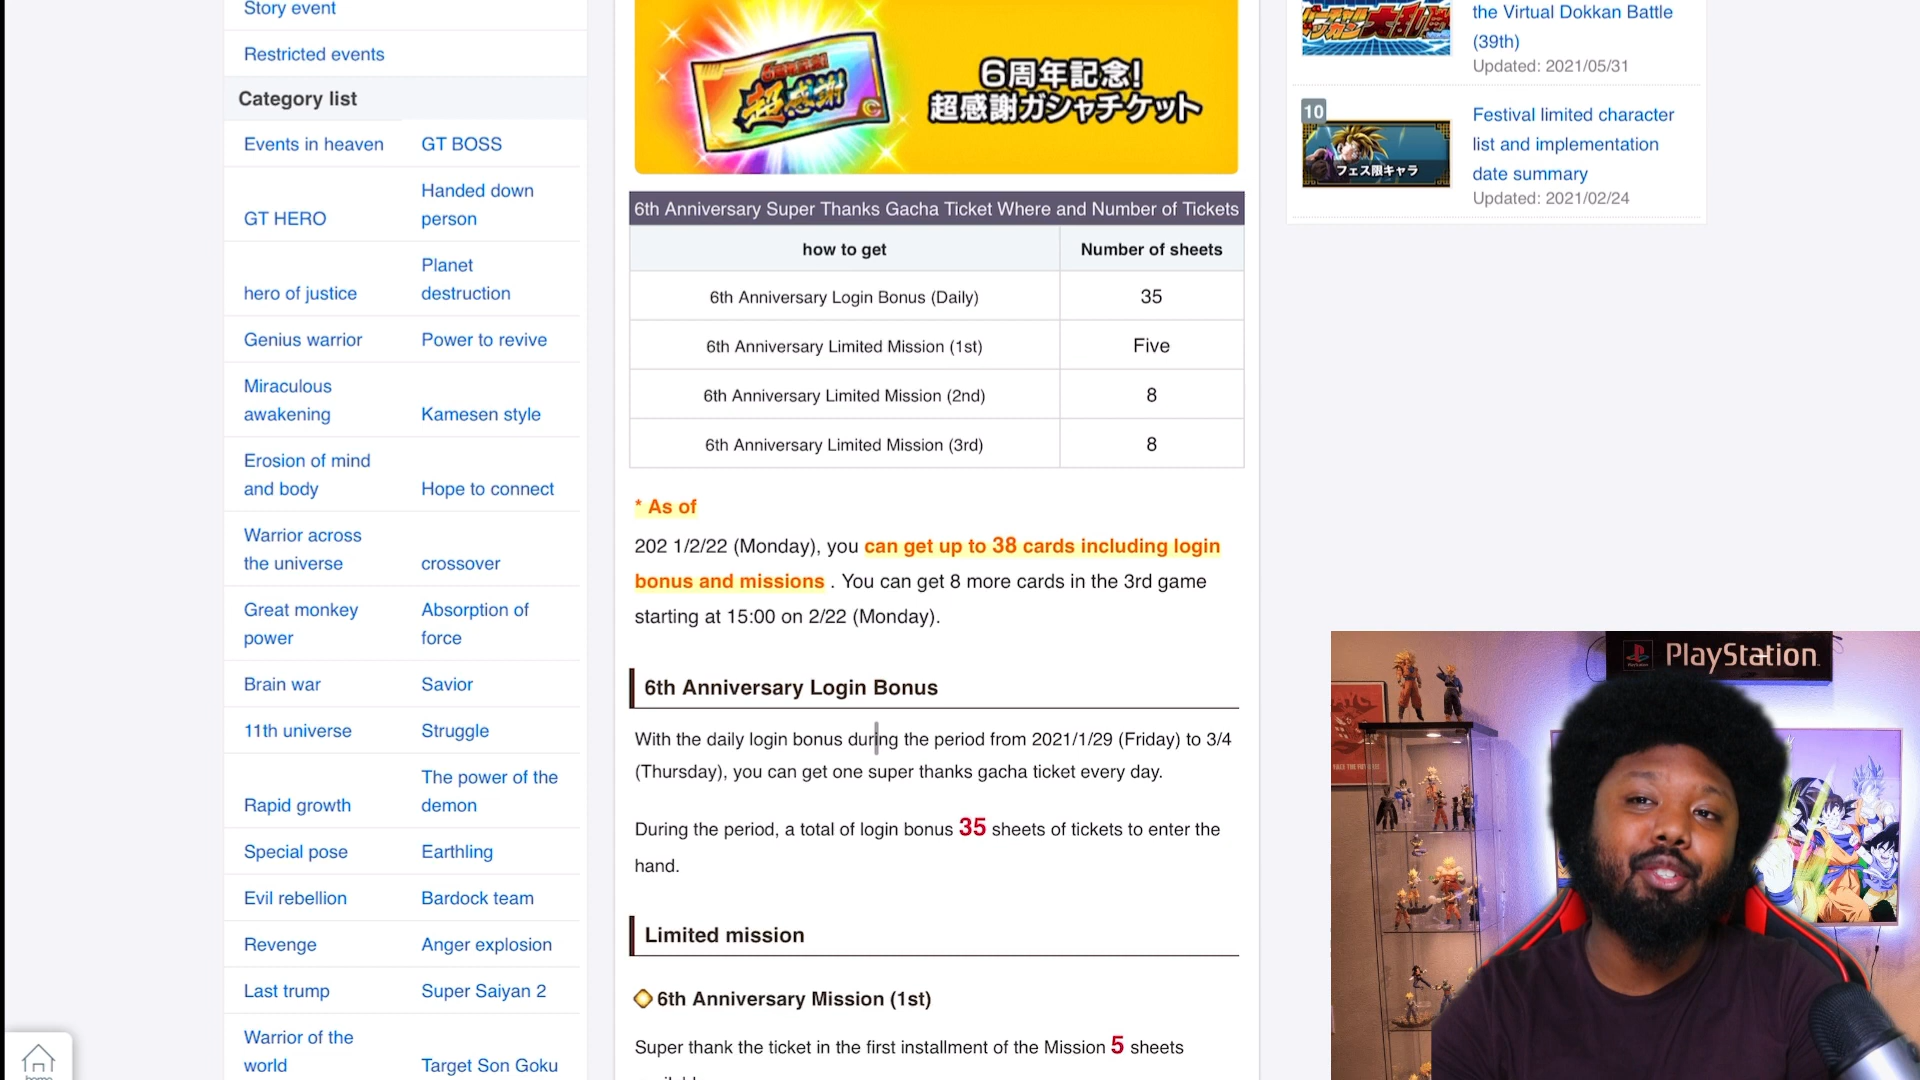 Story event
Restricted events
Category list
Events in heaven
GT BOSS
GT HERO
Handed down
person
hero of justice
Planet
destruction
Genius warrior
Power to revive
Miraculous
awakening
Kamesen style
Erosion of mind
and body
Hope to connect
Warrior across
the universe
crossover
Great monkey
power
Absorption of
force
Brain war
Savior
11th universe
Struggle
Rapid growth
The power of the
demon
Special pose
Earthling
Evil rebellion
Bardock team
Revenge
Anger explosion
Last trump
Super Saiyan 2
Warrior of the
world
Target Son Goku
超感謝
6周年記念!
超感謝ガシャチケット
6th Anniversary Super Thanks Gacha Ticket Where and Number of Tickets
how to get
Number of sheets
6th Anniversary Login Bonus (Daily)
35
6th Anniversary Limited Mission (1st)
Five
6th Anniversary Limited Mission (2nd)
8
6th Anniversary Limited Mission (3rd)
8
* As of
202 1/2/22 (Monday), you can get up to 38 cards including login
bonus and missions . You can get 8 more cards in the 3rd game
starting at 15:00 on 2/22 (Monday).
6th Anniversary Login Bonus
With the daily login bonus during the period from 2021/1/29 (Friday) to 3/4
(Thursday), you can get one super thanks gacha ticket every day.
During the period, a total of login bonus 35 sheets of tickets to enter the
hand.
Limited mission
6th Anniversary Mission (1st)
Super thank the ticket in the first installment of the Mission 5 sheets
the Virtual Dokkan Battle
(39th)
Updated: 2021/05/31
10
フェス限キャラ
Festival limited character
list and implementation
date summary
Updated: 2021/02/24
PlayStation